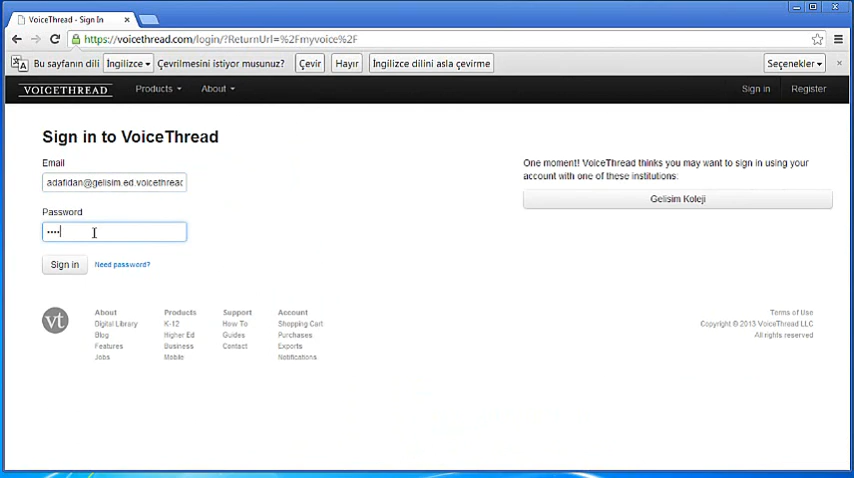 VoiceThread - Sign In
https://voicethread.com/login/?ReturnUrl=%2Fmyvoice%2F
Bu sayfanın dili İngilizce Çevrilmesini istiyor musunuz? Çevir Hayır İngilizce dilini asla çevirme Seçenekler
VOICETHREAD Products About Sign in Register
Sign in to VoiceThread
Email
adafidan@gelisim.ed.voicethread
Password
••••
Sign in Need password?
One moment! VoiceThread thinks you may want to sign in using your
account with one of these institutions:
Gelisim Koleji
vt
About
Digital Library
Blog
Features
Jobs
Products
K-12
Higher Ed
Business
Mobile
Support
How To
Guides
Contact
Account
Shopping Cart
Purchases
Exports
Notifications
Terms of Use
Copyright © 2013 VoiceThread LLC
All rights reserved